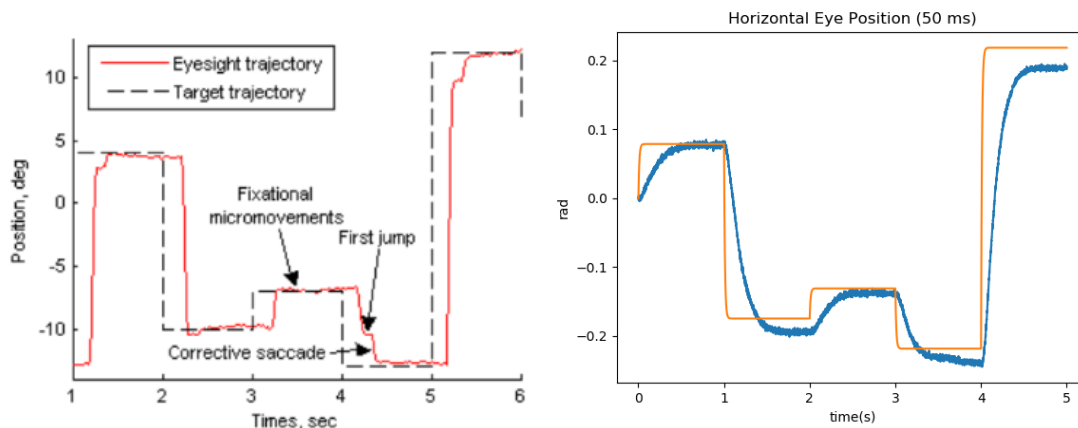 Eyesight trajectory
Target trajectory
10
5
0
-5
-10
Position, deg
Fixational
micromovements
First jump
Corrective saccade
1 2 3 4 5 6
Times, sec
Horizontal Eye Position (50 ms)
0.2
0.1
0.0
−0.1
−0.2
rad
0 1 2 3 4 5
time(s)